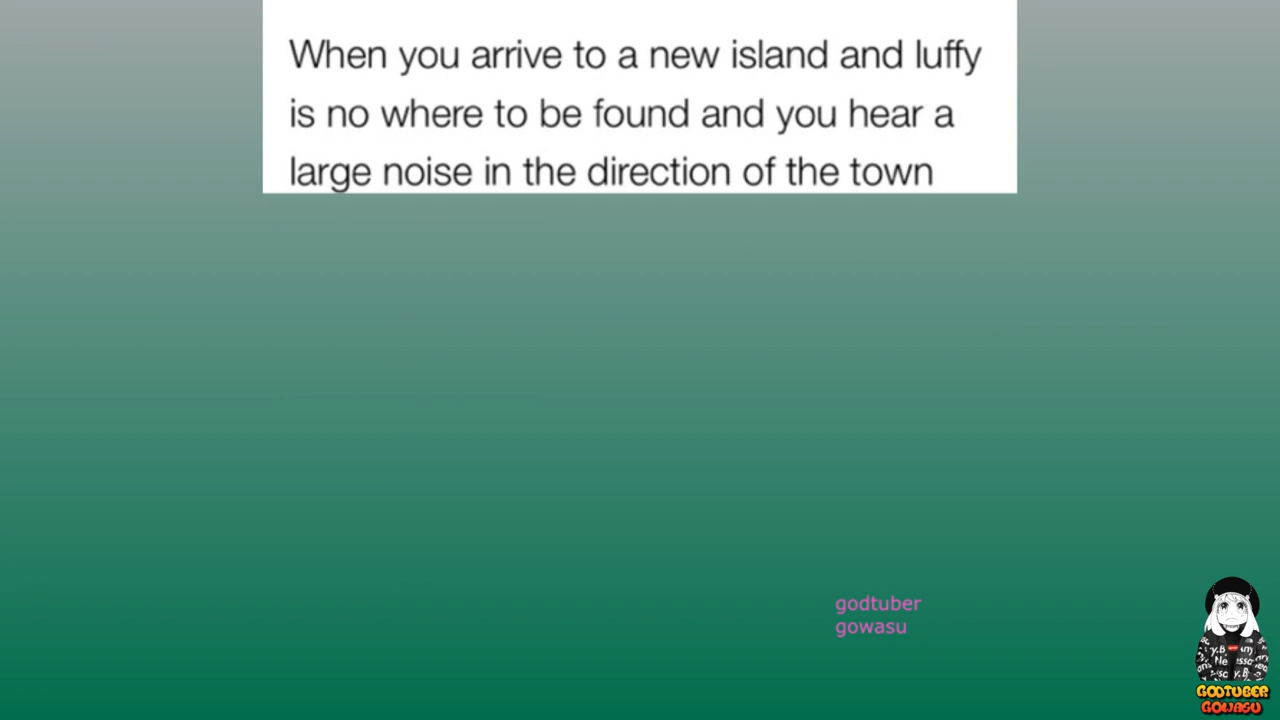 When you arrive to a new island and luffy
is no where to be found and you hear a
large noise in the direction of the town
godtuber
gowasu
GODTUBER
GOWASU